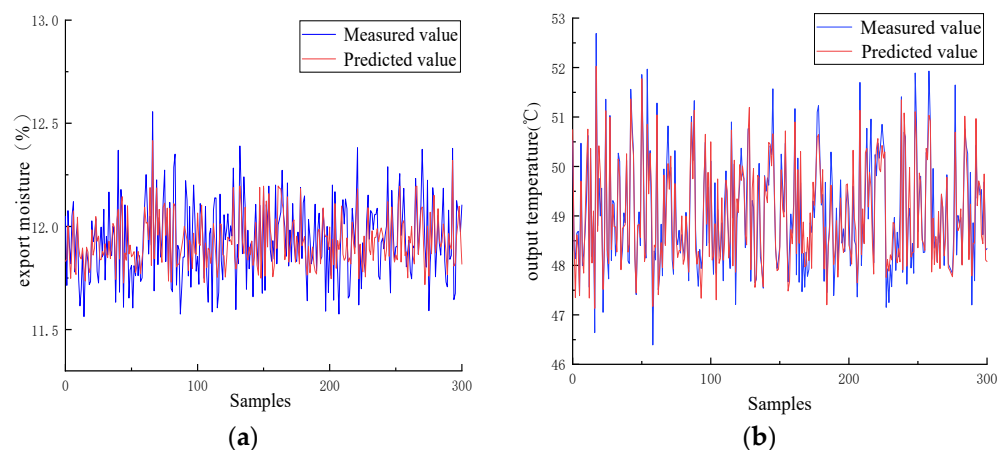 13.0
12.5
12.0
11.5
export moisture (%)
0
100
200
300
Samples
Measured value
Predicted value
(a)
53
52
51
50
49
48
47
46
output temperature(℃)
0
100
208
300
Samples
Measured value
Predicted value
(b)